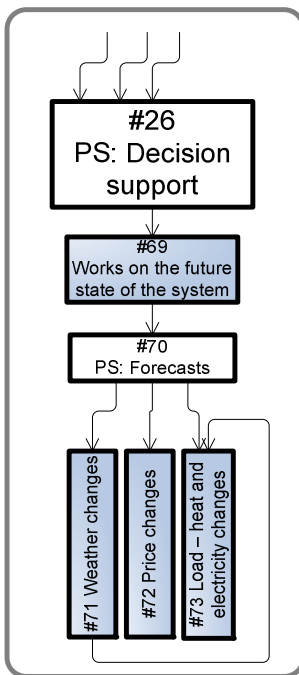 #26
PS: Decision
support
#69
Works on the future
state of the system
#70
PS: Forecasts
#71 Weather changes
#72 Price changes
#73 Load – heat and
electricity changes